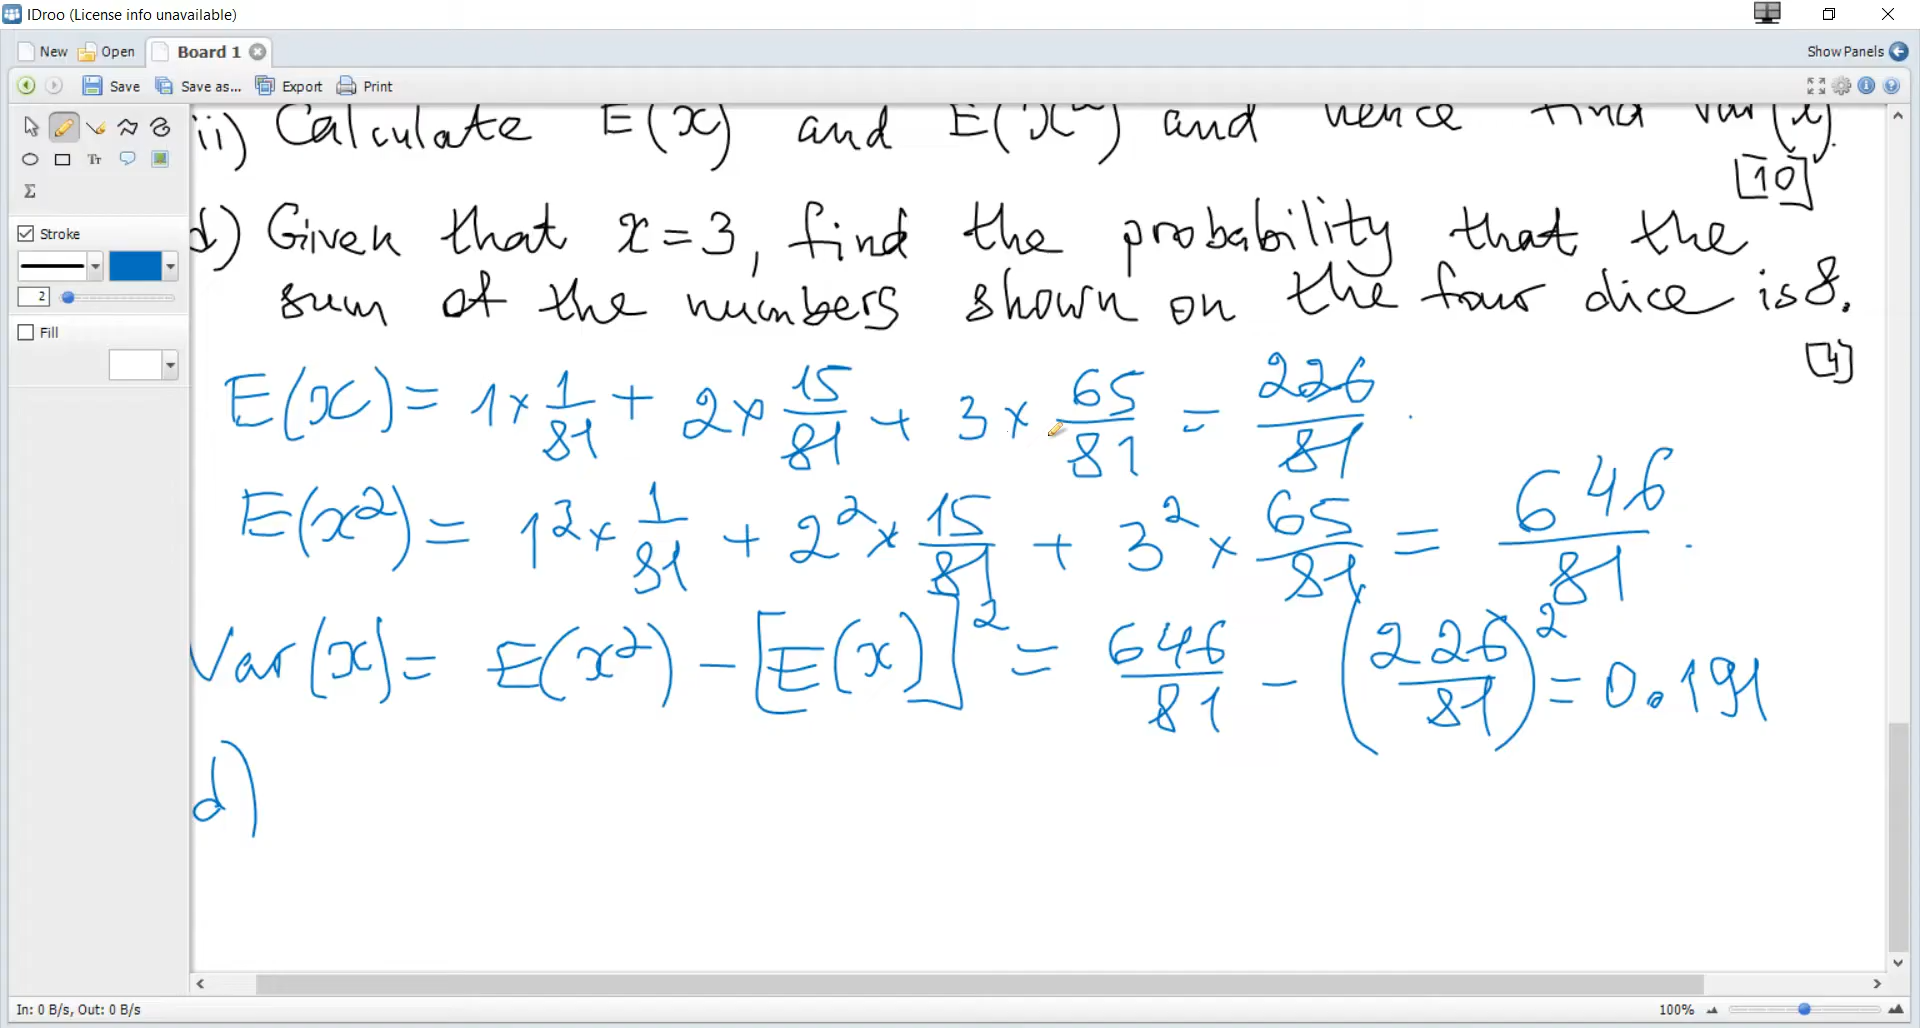 IDroo (License info unavailable)
New Open Board 1 Show Panels
Save Save as... Export Print
Tr
Σ
Stroke
2
Fill
ii) Calculate E(x) and E(x²) and hence find Var(x).
[10]
d) Given that x=3, find the probability that the
sum of the numbers shown on the four dice is 8.
[4]
E(x) = 1 × 1/81 + 2 × 15/81 + 3 × 65/81 = 226/81.
E(x²) = 1² × 1/81 + 2² × 15/81 + 3² × 65/81 = 646/81.
Var(x) = E(x²) - [E(x)]² = 646/81 - (226/81)² = 0.191
d)
In: 0 B/s, Out: 0 B/s 100%